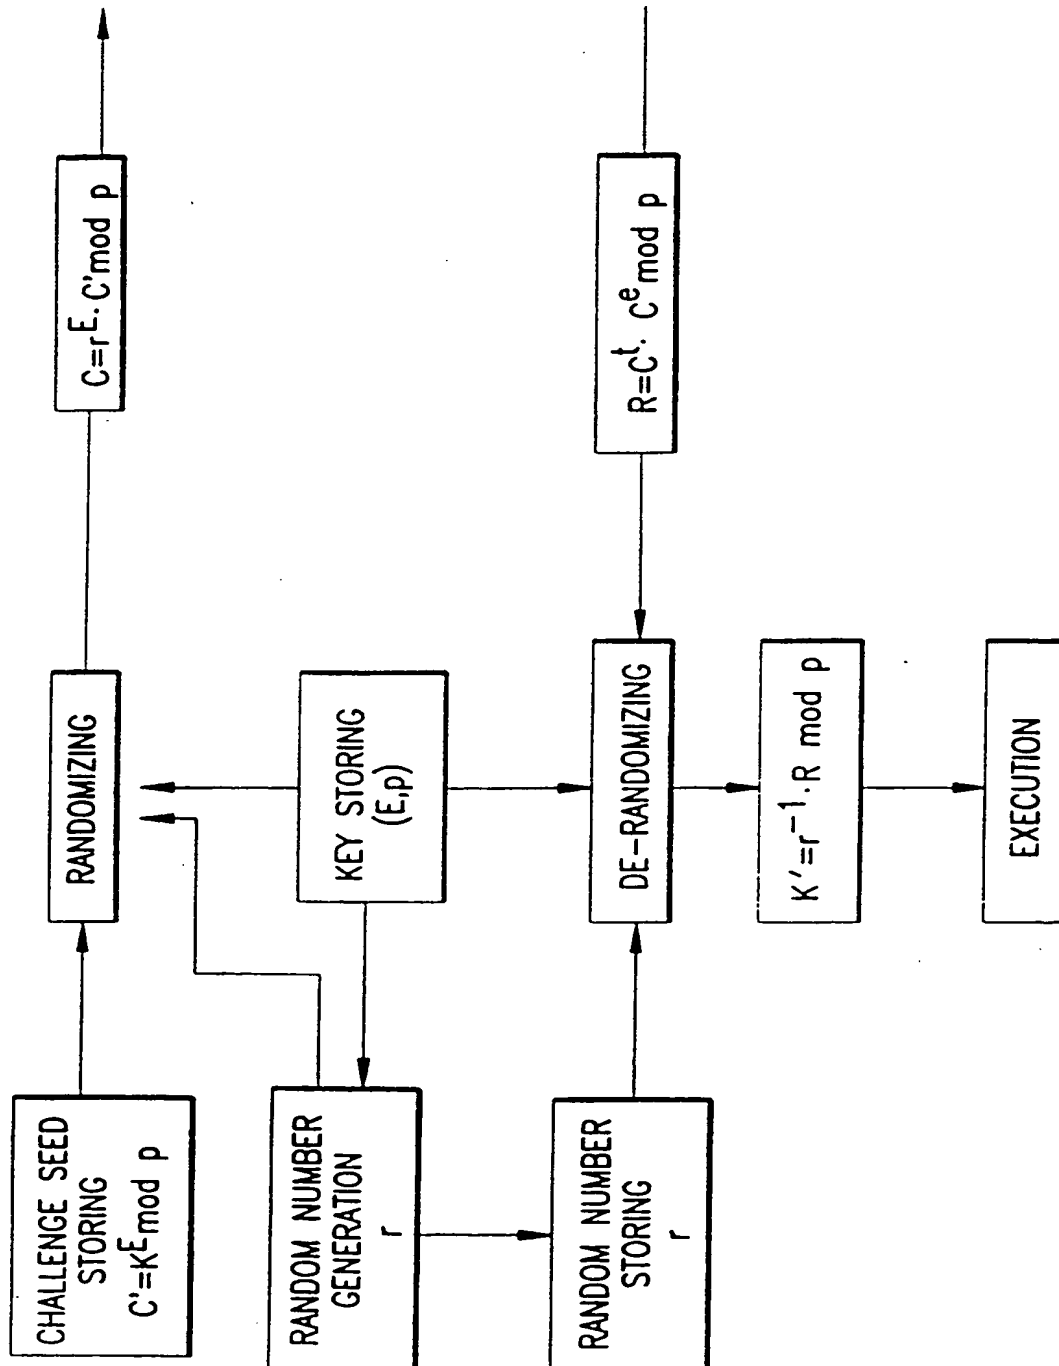 CHALLENGE SEED
STORING
C'=K^E mod p
RANDOMIZING
C=r^E· C'mod p
RANDOM NUMBER
GENERATION
r
KEY STORING
(E,p)
RANDOM NUMBER
STORING
r
DE-RANDOMIZING
R=C^t· C^e mod p
K'=r^-1·R mod p
EXECUTION